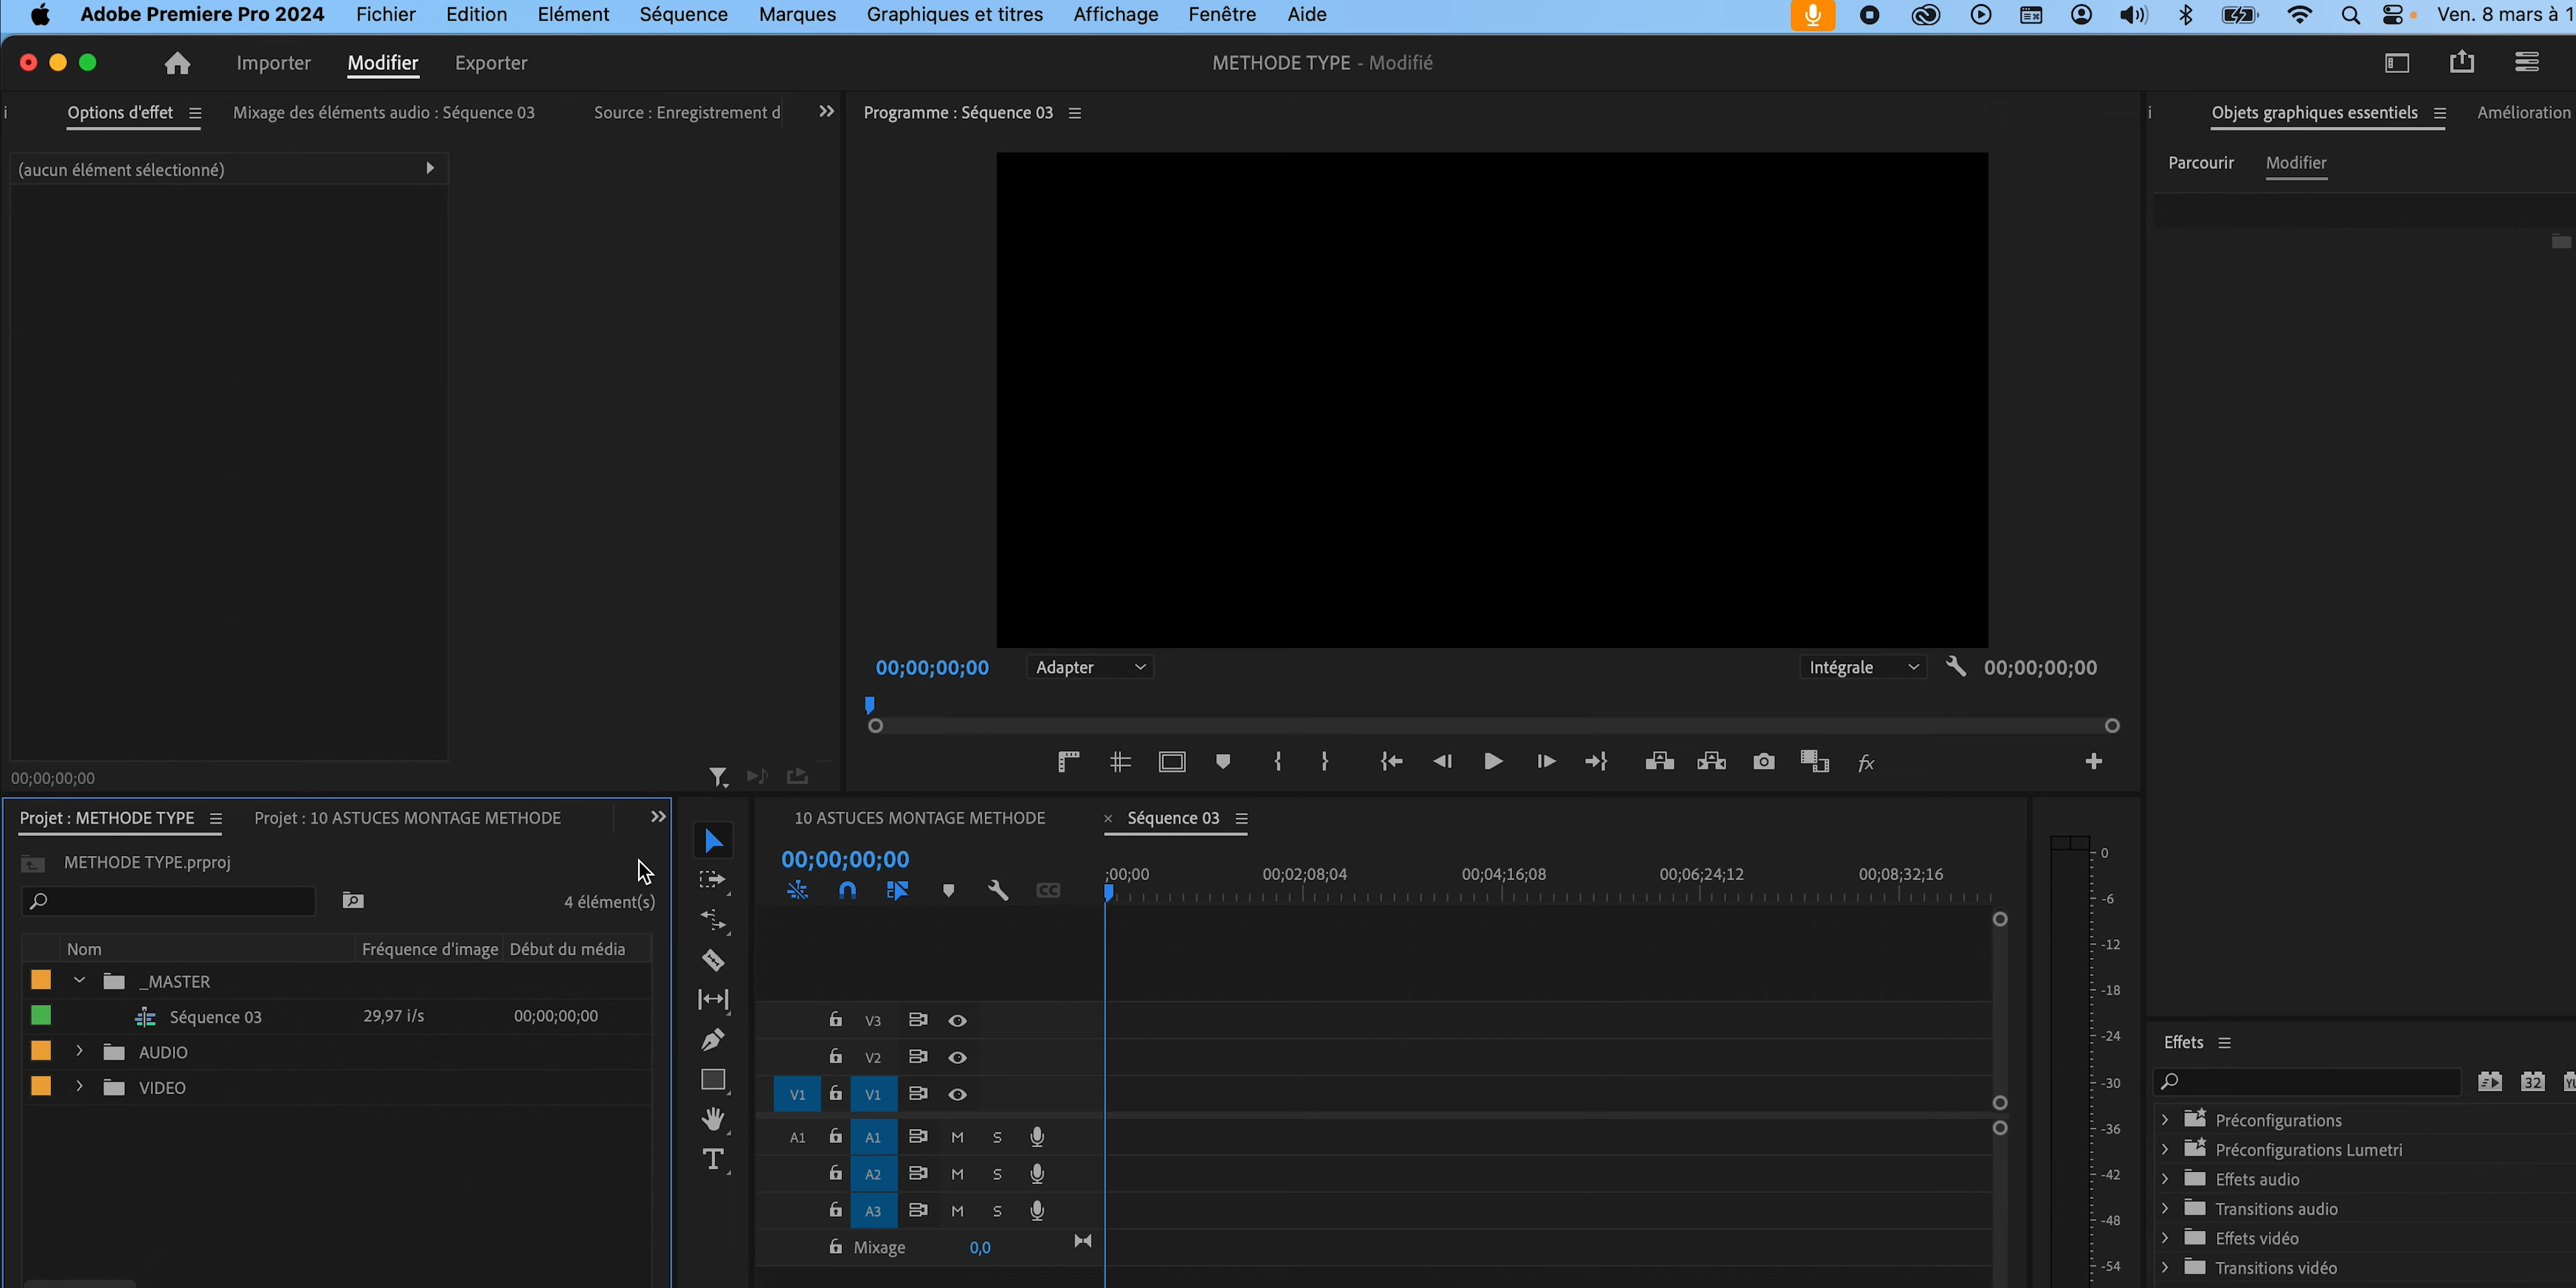 Adobe Premiere Pro 2024 Fichier Edition Elément Séquence Marques Graphiques et titres Affichage Fenêtre Aide Ven. 8 mars à 1
Importer Modifier Exporter METHODE TYPE - Modifié
Options d'effet Mixage des éléments audio : Séquence 03 Source : Enregistrement d
Programme : Séquence 03
Objets graphiques essentiels Amélioration
(aucun élément sélectionné)
Parcourir Modifier
00;00;00;00 Adapter Intégrale 00;00;00;00
fx
00;00;00;00
Projet : METHODE TYPE Projet : 10 ASTUCES MONTAGE METHODE
METHODE TYPE.prproj
4 élément(s)
Nom Fréquence d'image Début du média
_MASTER
Séquence 03 29,97 i/s 00;00;00;00
AUDIO
VIDEO
10 ASTUCES MONTAGE METHODE × Séquence 03
00;00;00;00
CC
;00;00 00;02;08;04 00;04;16;08 00;06;24;12 00;08;32;16
V3
V2
V1 V1
A1 A1 M S
A2 M S
A3 M S
Mixage 0,0
0
-6
-12
-18
-24
-30
-36
-42
-48
-54
Effets
32 YU
Préconfigurations
Préconfigurations Lumetri
Effets audio
Transitions audio
Effets vidéo
Transitions vidéo